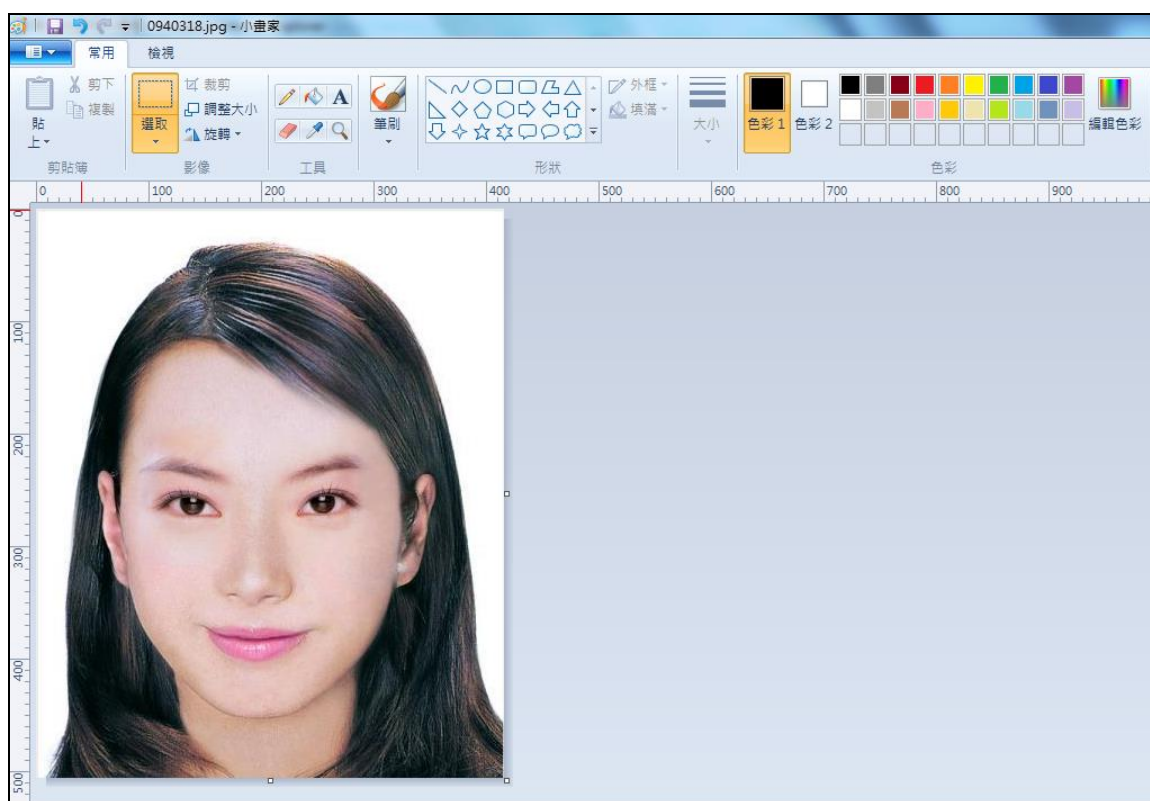 0940318.jpg - 小畫家
常用 檢視
剪下 裁剪 外框
複製 調整大小 填滿
貼上 選取 旋轉 A 筆刷 大小 色彩 1 色彩 2 編輯色彩
剪貼簿 影像 工具 形狀 色彩
0 100 200 300 400 500 600 700 800 900
0
100
200
300
400
500